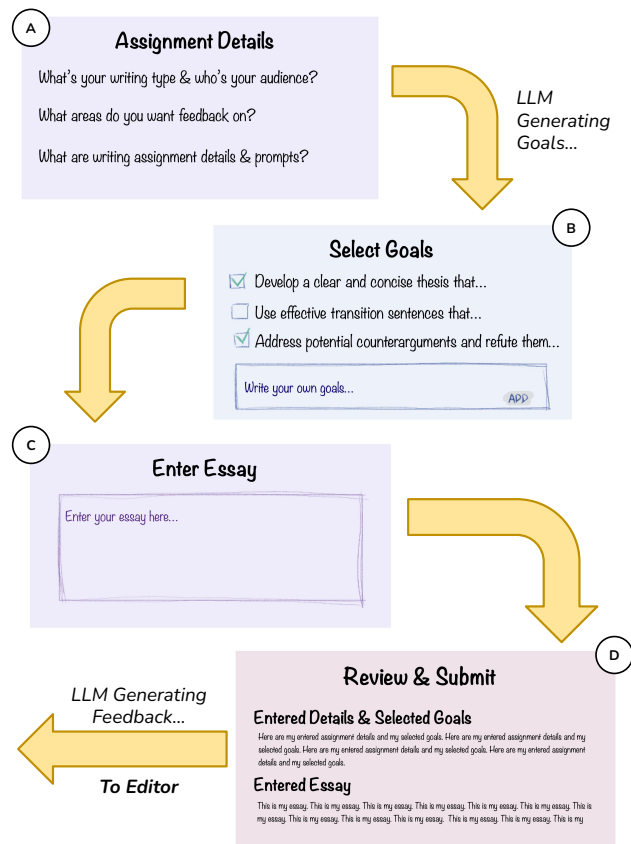 A
Assignment Details
What's your writing type & who's your audience?
What areas do you want feedback on?
What are writing assignment details & prompts?
LLM
Generating
Goals...
B
Select Goals
Develop a clear and concise thesis that...
Use effective transition sentences that...
Address potential counterarguments and refute them...
Write your own goals...
ADD
C
Enter Essay
Enter your essay here...
D
Review & Submit
Entered Details & Selected Goals
Here are my entered assignment details and my selected goals. Here are my entered assignment details and my
selected goals. Here are my entered assignment details and my selected goals. Here are my entered assignment
details and my selected goals.
Entered Essay
This is my essay. This is my essay. This is my essay. This is my essay. This is my essay. This is my essay. This is
my essay. This is my essay. This is my essay. This is my essay. This is my essay. This is my essay. This is my
LLM Generating
Feedback...
To Editor